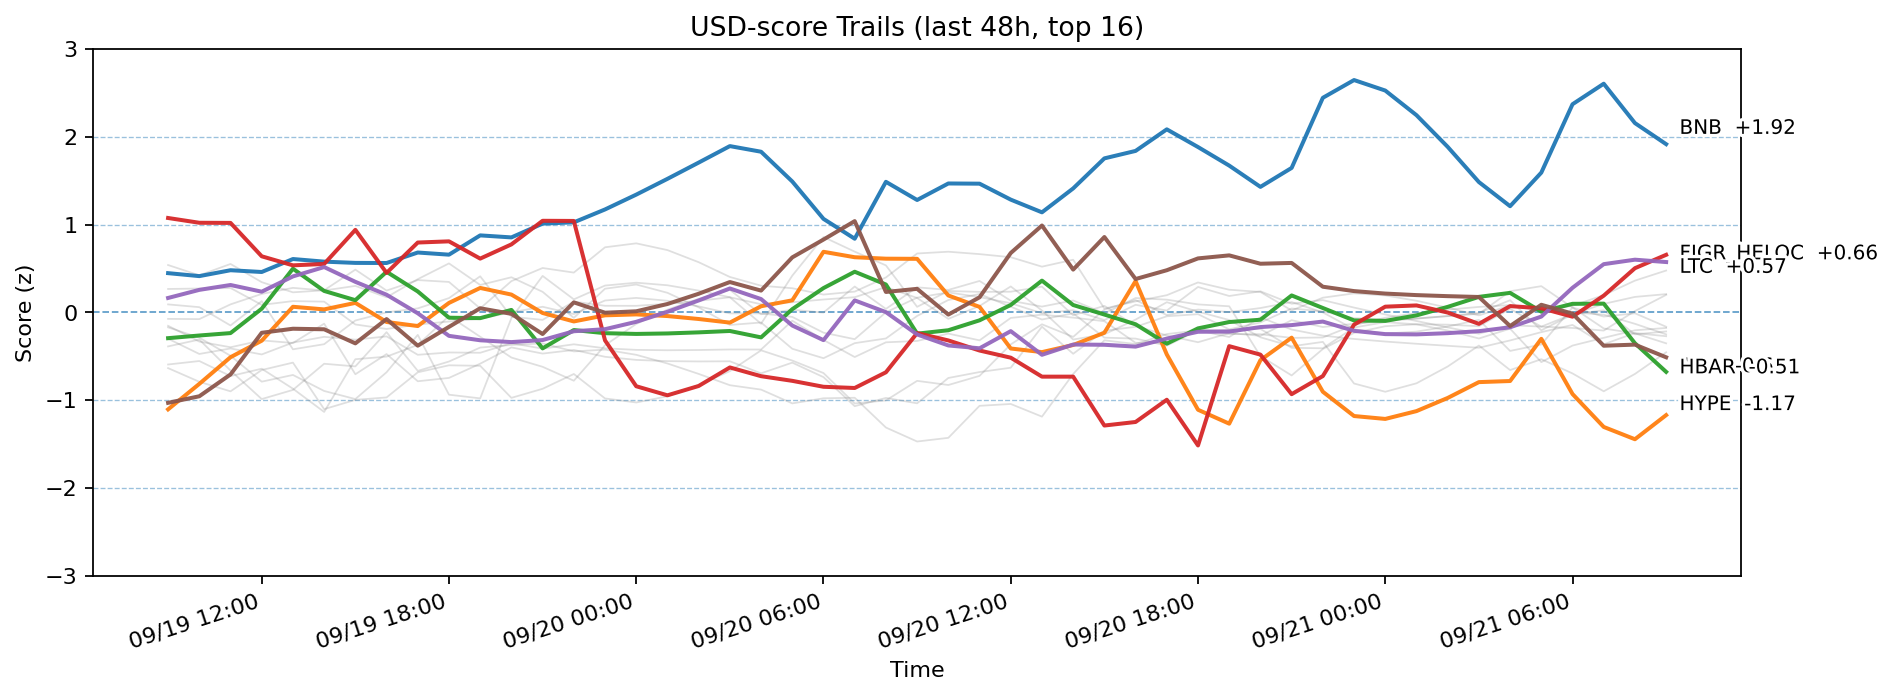 USD-score Trails (last 48h, top 16)
3
2
1
0
−1
−2
−3
Score (z)
BNB +1.92
FIGR_HELOC +0.66
LTC +0.57
HBAR -0.51
HYPE -1.17
09/19 12:00
09/19 18:00
09/20 00:00
09/20 06:00
09/20 12:00
09/20 18:00
09/21 00:00
09/21 06:00
Time